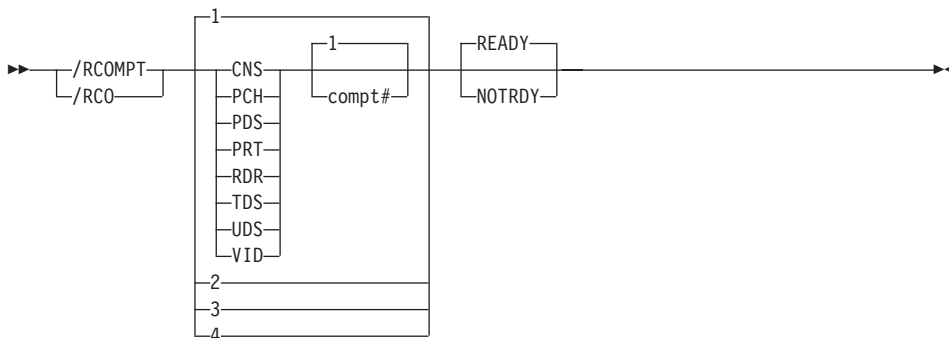 1
1 READY
/RCOMPT CNS
/RCO PCH compt# NOTRDY
PDS
PRT
RDR
TDS
UDS
VID
2
3
4